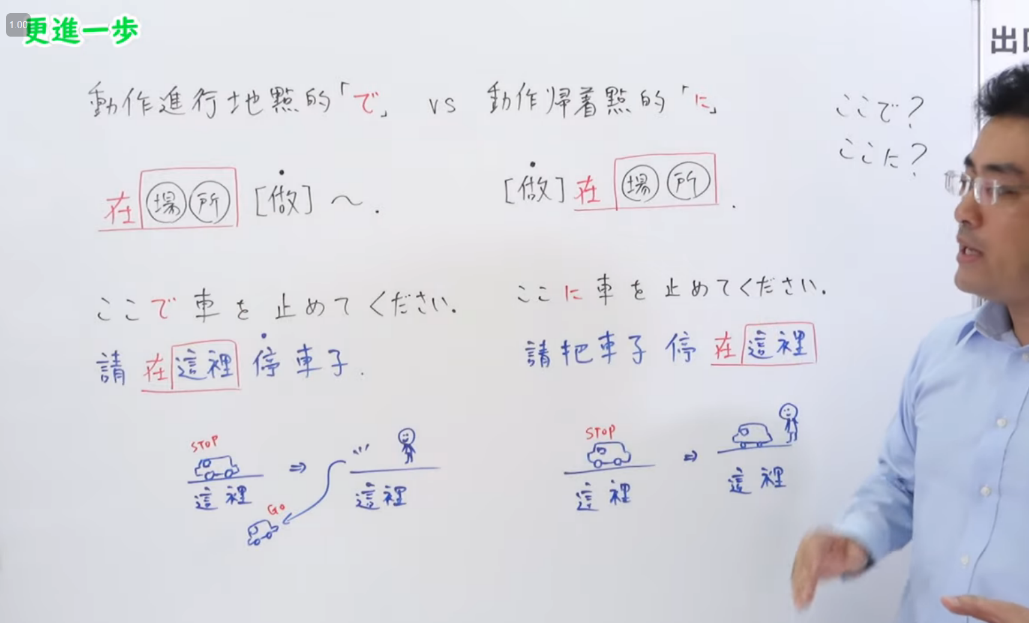 1.00
更進一步
出口
動作進行地點的「で」 vs 動作帰着點的「に」
ここで?
ここに?
在 場所 [做] ~.
[做] 在 場所 .
ここで車を止めてください.
請在這裡停車子.
ここに車を止めてください.
請把車子停在這裡
STOP
這裡
GO
這裡
STOP
這裡
這裡